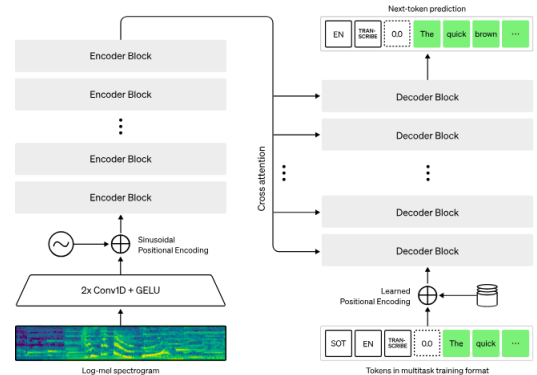 Next-token prediction
EN
TRAN-
SCRIBE
0.0
The
quick
brown
...
Encoder Block
Encoder Block
Encoder Block
Encoder Block
Sinusoidal
Positional Encoding
2x Conv1D + GELU
Log-mel spectrogram
Cross attention
Decoder Block
Decoder Block
Decoder Block
Decoder Block
Learned
Positional Encoding
SOT
EN
TRAN-
SCRIBE
0.0
The
quick
...
Tokens in multitask training format